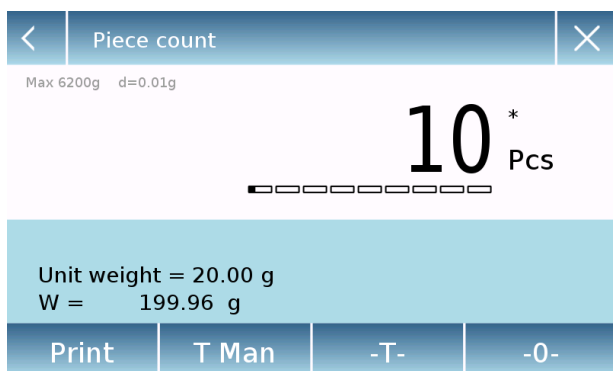 Piece count
Max 6200g d=0.01g
10 *
Pcs
Unit weight = 20.00 g
W = 199.96 g
Print T Man -T- -0-